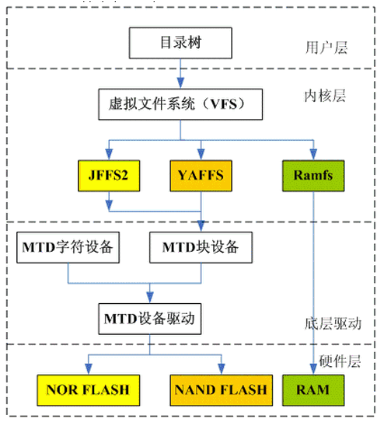 目录树
用户层
内核层
虚拟文件系统（VFS）
JFFS2
YAFFS
Ramfs
MTD字符设备
MTD块设备
MTD设备驱动
底层驱动
硬件层
NOR FLASH
NAND FLASH
RAM